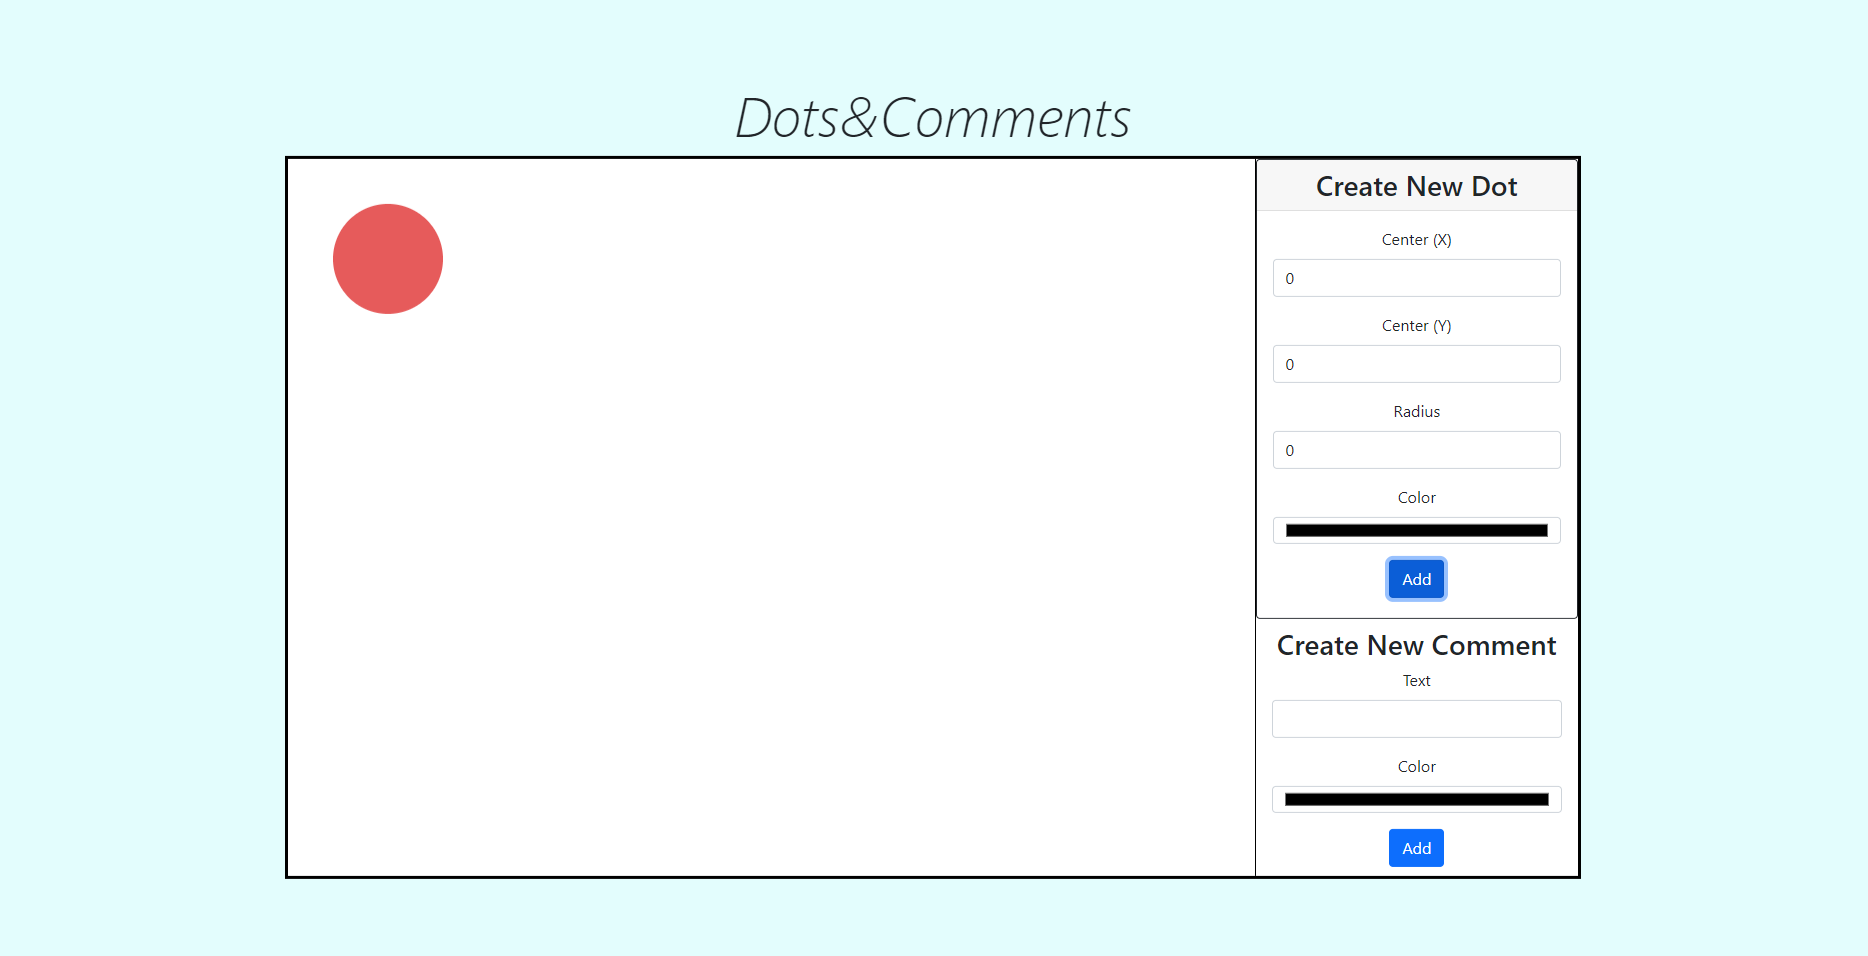 Dots&Comments
Create New Dot
Center (X)
0
Center (Y)
0
Radius
0
Color
Add
Create New Comment
Text
Color
Add